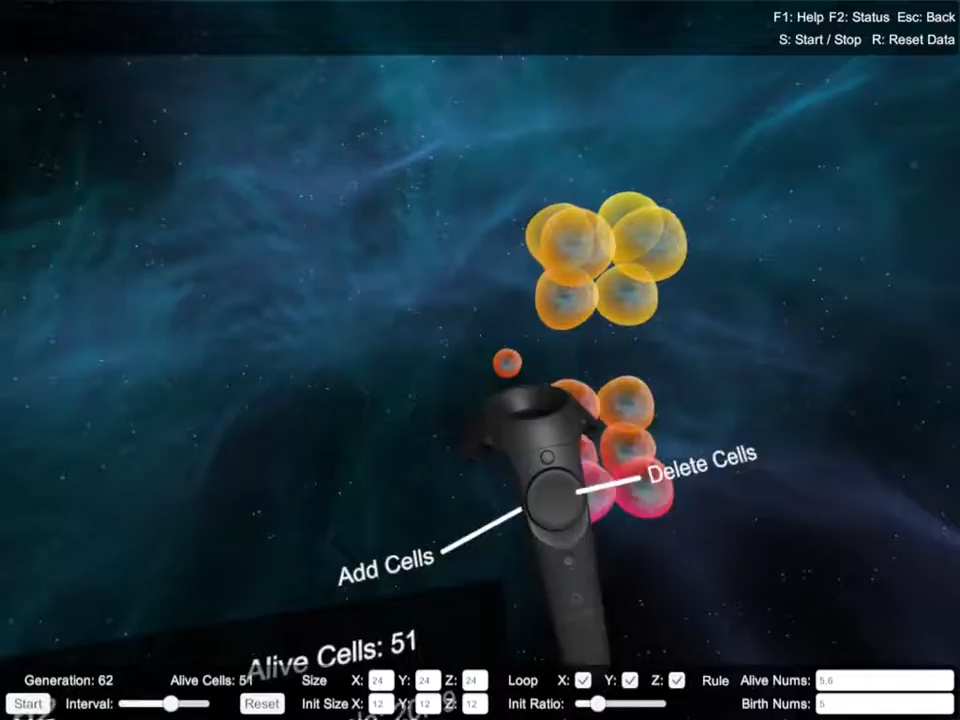 F1: Help F2: Status Esc: Back
S: Start / Stop R: Reset Data
Delete Cells
Add Cells
Alive Cells: 51
Generation: 62 Alive Cells: 51 Size X: 24 Y: 24 Z: 24 Loop X: Y: Z: Rule Alive Nums: 5,6
Start Interval: Reset Init Size X: 12 Y: 12 Z: 12 Init Ratio: Birth Nums: 5